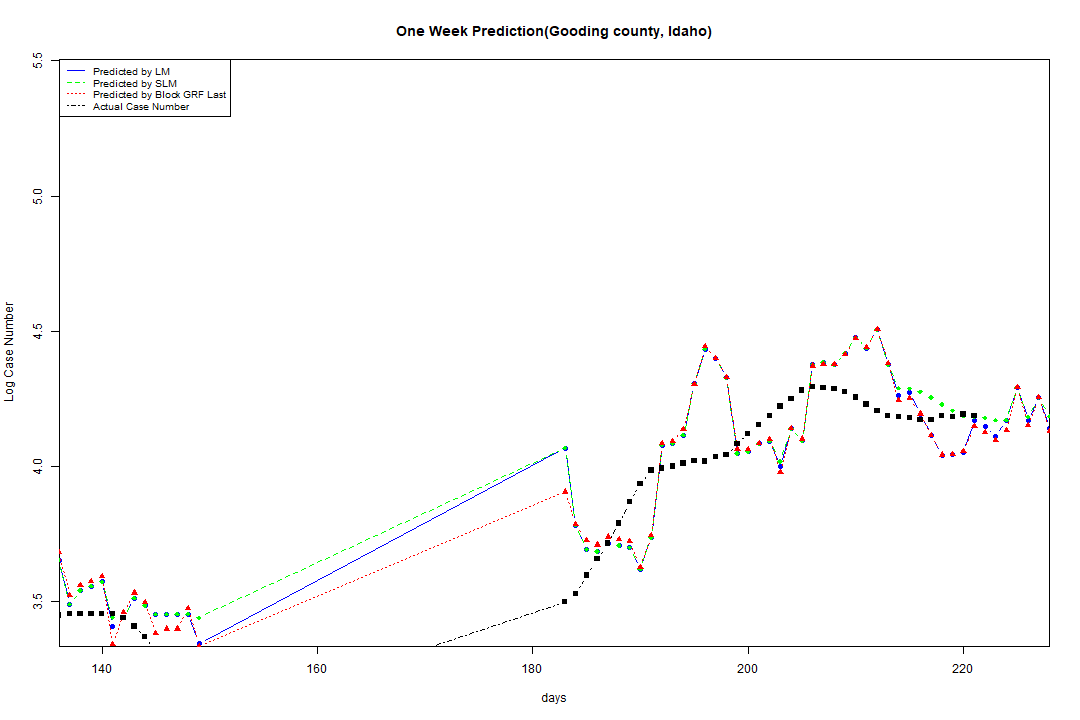 One Week Prediction(Gooding county, Idaho)
Predicted by LM
Predicted by SLM
Predicted by Block GRF Last
Actual Case Number
5.5
5.0
4.5
4.0
3.5
Log Case Number
140 160 180 200 220
days